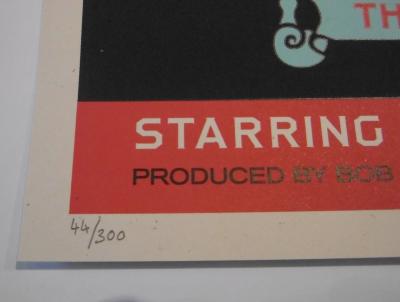 TH
STARRING
PRODUCED BY BOB
44/300